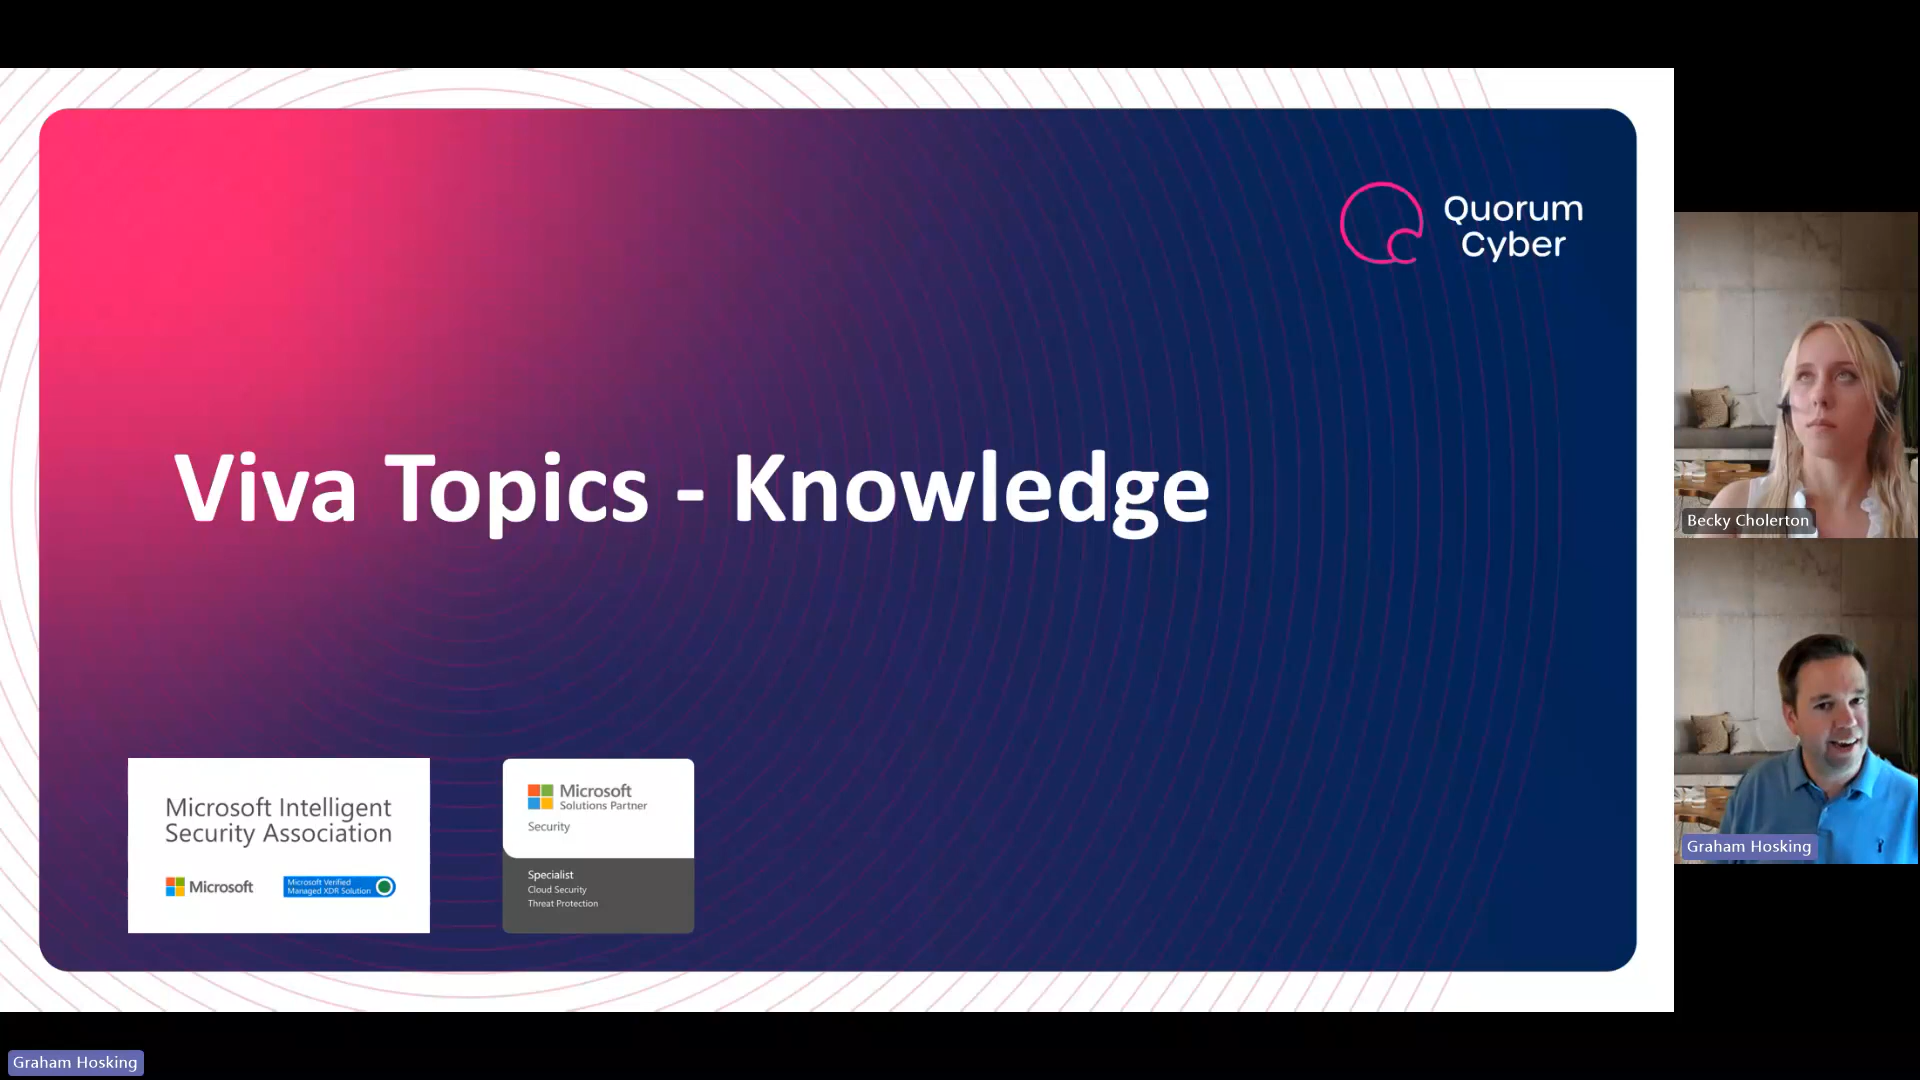 Quorum
Cyber
Viva Topics - Knowledge
Microsoft Intelligent
Security Association
Microsoft
Microsoft Verified
Managed XDR Solution
Microsoft
Solutions Partner
Security
Specialist
Cloud Security
Threat Protection
Becky Cholerton
Graham Hosking
Graham Hosking